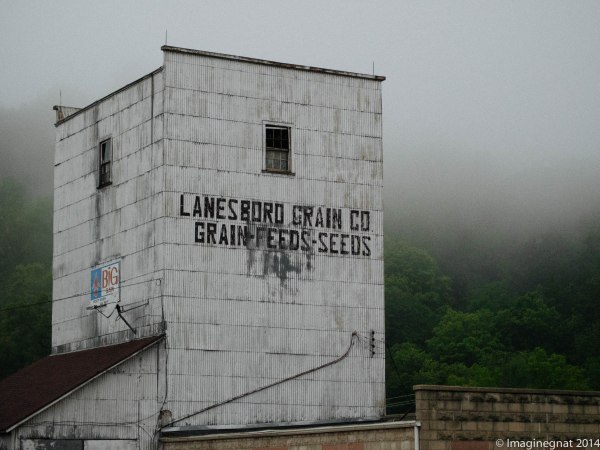 LANESBORO GRAIN CO
GRAIN-FEEDS-SEEDS
BIG
© Imaginegnat 2014